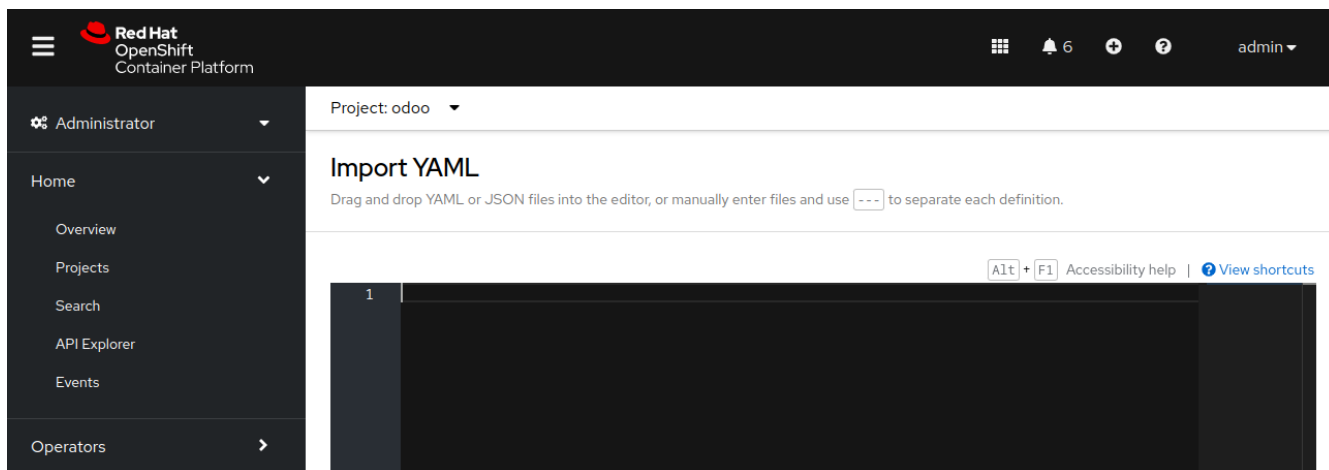 Red Hat
OpenShift
Container Platform
6
admin
Administrator
Home
Overview
Projects
Search
API Explorer
Events
Operators
Project: odoo
Import YAML
Drag and drop YAML or JSON files into the editor, or manually enter files and use --- to separate each definition.
Alt + F1 Accessibility help | View shortcuts
1